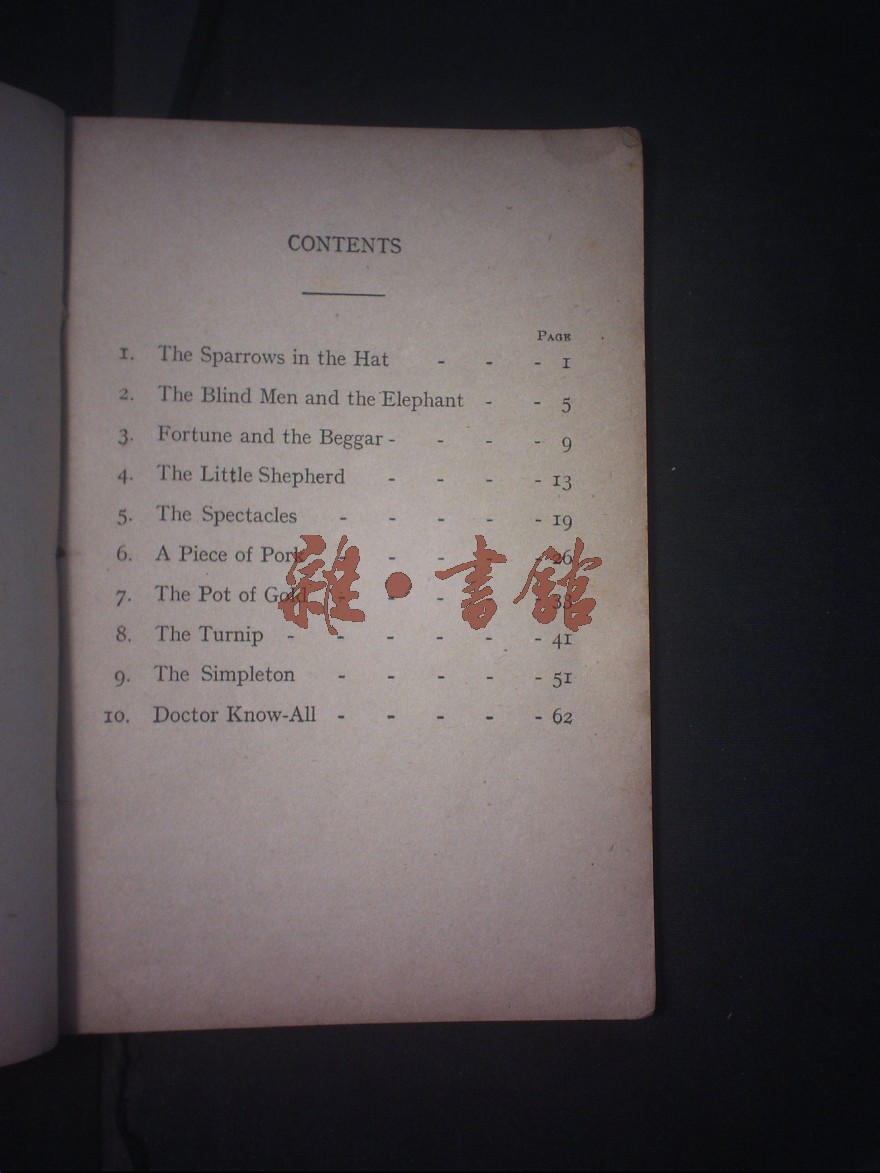 CONTENTS
PAGE
1. The Sparrows in the Hat - - - 1
2. The Blind Men and the Elephant - - 5
3. Fortune and the Beggar - - - - 9
4. The Little Shepherd - - - - 13
5. The Spectacles - - - - - 19
6. A Piece of Pork - - - - - 26
7. The Pot of Gold - - - - - 33
8. The Turnip - - - - - - 41
9. The Simpleton - - - - - 51
10. Doctor Know-All - - - - - 62
雜•書館